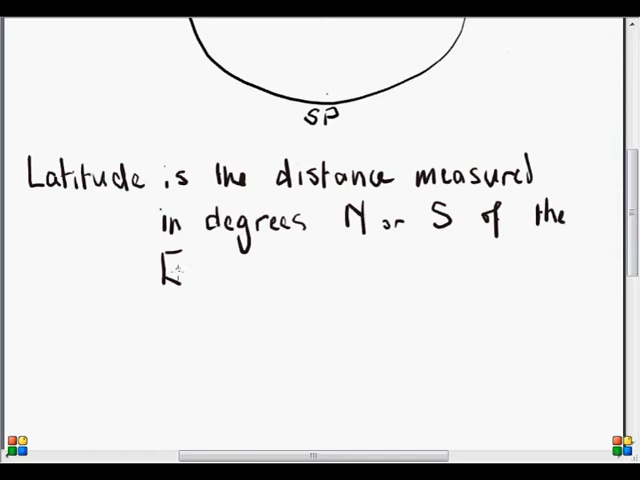 SP
Latitude is the distance measured
in degrees N or S of the
E